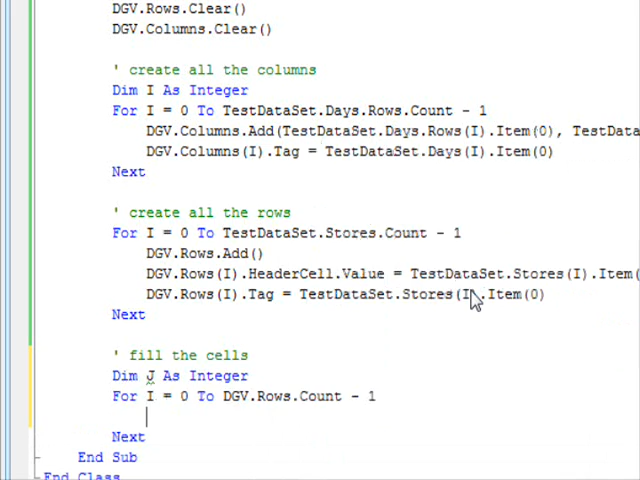 DGV.Rows.Clear()
DGV.Columns.Clear()
' create all the columns
Dim I As Integer
For I = 0 To TestDataSet.Days.Rows.Count - 1
DGV.Columns.Add(TestDataSet.Days.Rows(I).Item(0), TestData
DGV.Columns(I).Tag = TestDataSet.Days(I).Item(0)
Next
' create all the rows
For I = 0 To TestDataSet.Stores.Count - 1
DGV.Rows.Add()
DGV.Rows(I).HeaderCell.Value = TestDataSet.Stores(I).Item(
DGV.Rows(I).Tag = TestDataSet.Stores(I).Item(0)
Next
' fill the cells
Dim J As Integer
For I = 0 To DGV.Rows.Count - 1
Next
End Sub
End Class